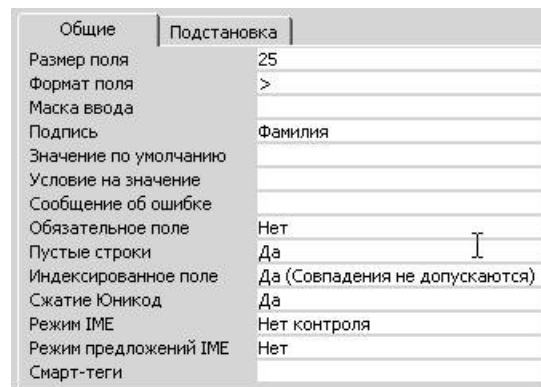 Общие Подстановка
Размер поля 25
Формат поля >
Маска ввода
Подпись Фамилия
Значение по умолчанию
Условие на значение
Сообщение об ошибке
Обязательное поле Нет
Пустые строки Да
Индексированное поле Да (Совпадения не допускаются)
Сжатие Юникод Да
Режим IME Нет контроля
Режим предложений IME Нет
Смарт-теги